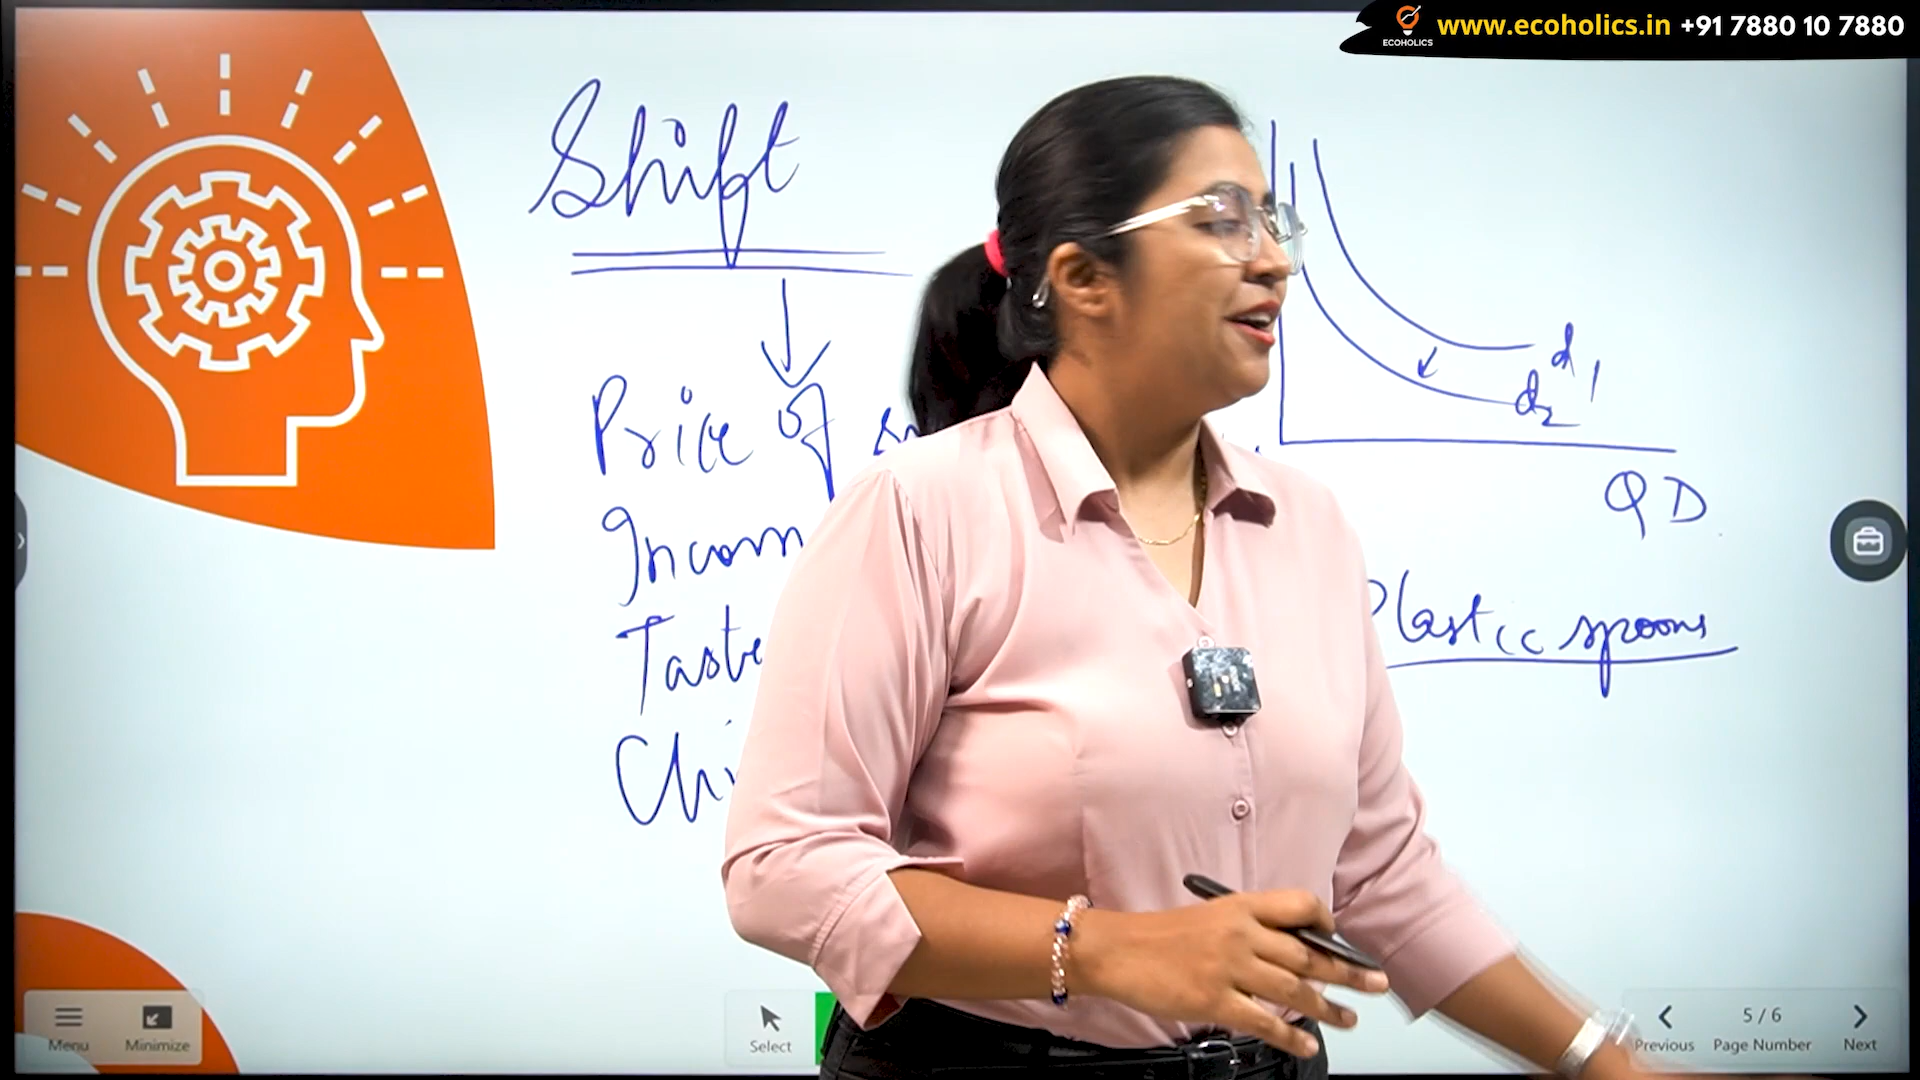 ECOHOLICS
www.ecoholics.in +91 7880 10 7880
Shift
d1
d2
Price of
QD
Incom
Plastic spoons
Taste
Chi
Select
Menu
Minimize
5/6
Previous
Page Number
Next